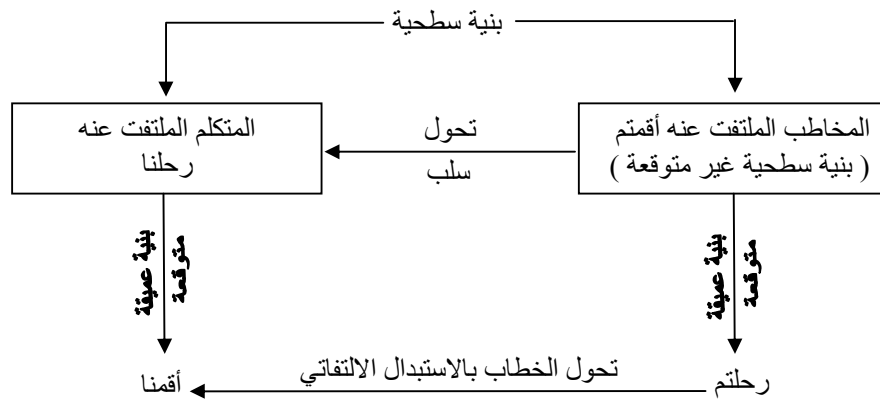 بنية سطحية
المخاطب الملتفت عنه أقمتم
( بنية سطحية غير متوقعة )
تحول
سلب
المتكلم الملتفت عنه
رحلنا
بنية عميقة
متوقعة
بنية عميقة
متوقعة
رحلتم
تحول الخطاب بالاستبدال الالتفاتي
أقمنا